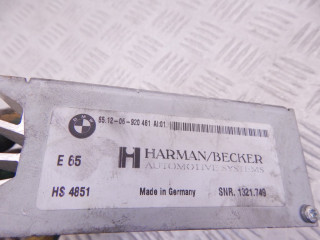 65.12-06-920 461 AI:01
E 65
HARMAN/BECKER
AUTOMOTIVE SYSTEMS
HS 4851
Made in Germany
SNR. 1321.749